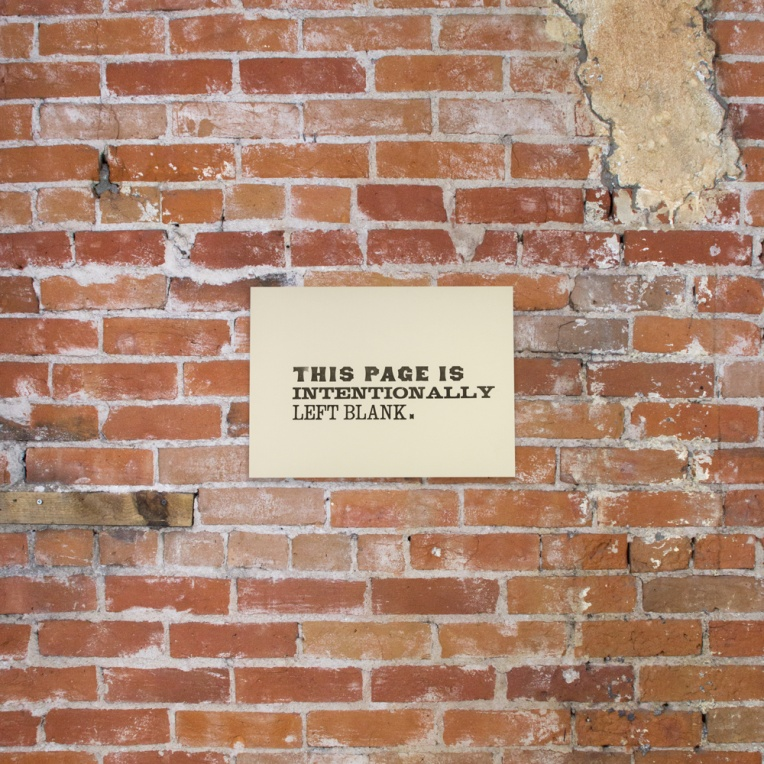 THIS PAGE IS
INTENTIONALLY
LEFT BLANK.